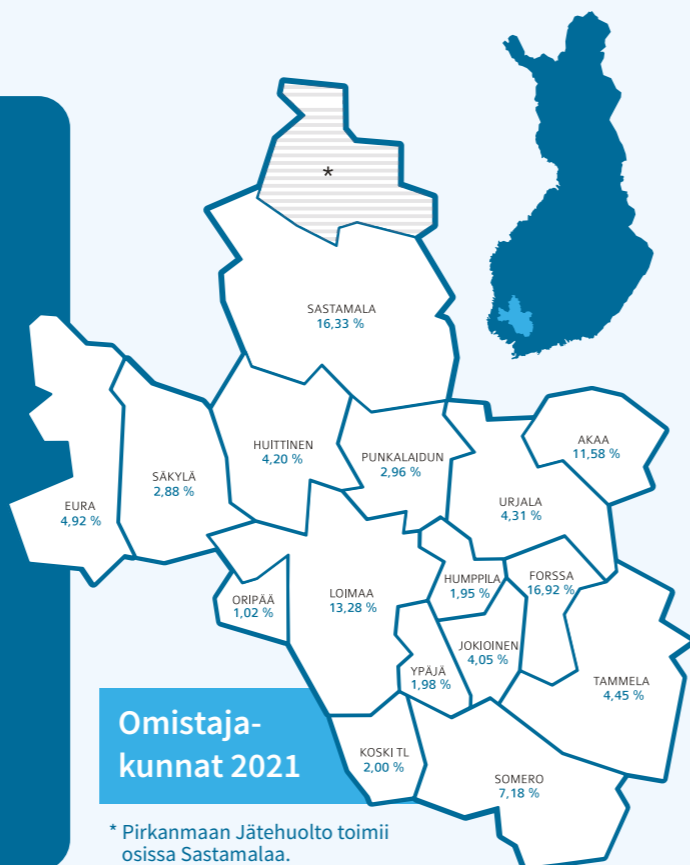 *
SASTAMALA
16,33 %
AKAA
11,58 %
HUITTINEN
4,20 %
PUNKALAIDUN
2,96 %
SÄKYLÄ
2,88 %
EURA
4,92 %
URJALA
4,31 %
HUMPPILA
1,95 %
FORSSA
16,92 %
ORIPÄÄ
1,02 %
LOIMAA
13,28 %
JOKIOINEN
4,05 %
YPÄJÄ
1,98 %
TAMMELA
4,45 %
KOSKI TL
2,00 %
SOMERO
7,18 %
Omistaja-
kunnat 2021
* Pirkanmaan Jätehuolto toimii
osissa Sastamalaa.